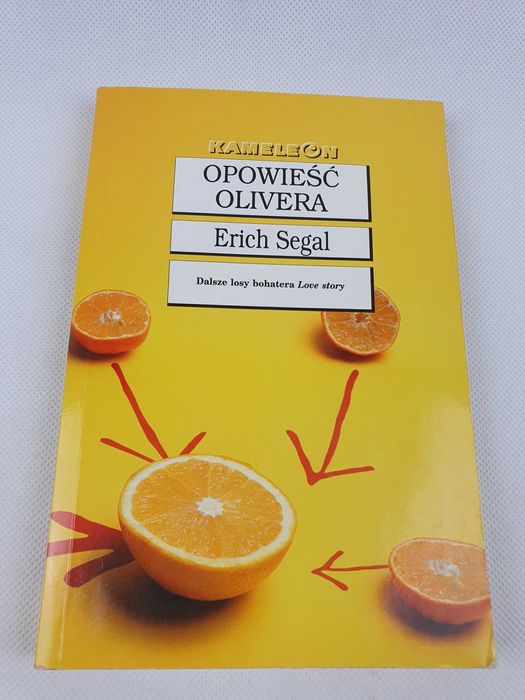 KAMELEON
OPOWIEŚĆ
OLIVERA
Erich Segal
Dalsze losy bohatera Love story